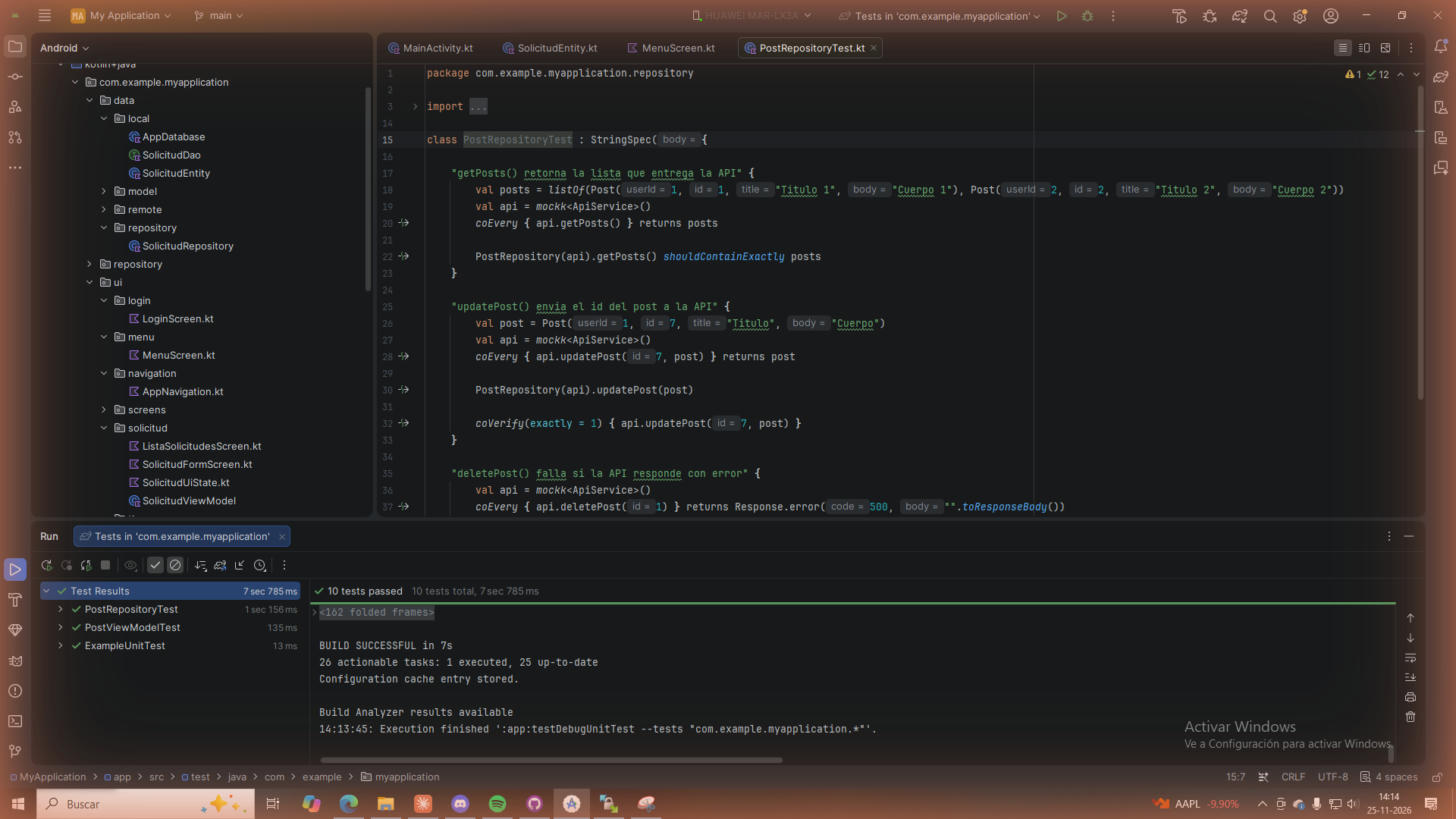 MA My Application
main
HUAWEI MAR-LX3A
Tests in 'com.example.myapplication'
Android
MainActivity.kt
SolicitudEntity.kt
MenuScreen.kt
PostRepositoryTest.kt
kotlin+java
com.example.myapplication
data
local
AppDatabase
SolicitudDao
SolicitudEntity
model
remote
repository
SolicitudRepository
repository
ui
login
LoginScreen.kt
menu
MenuScreen.kt
navigation
AppNavigation.kt
screens
solicitud
ListaSolicitudesScreen.kt
SolicitudFormScreen.kt
SolicitudUiState.kt
SolicitudViewModel
1 12
1 package com.example.myapplication.repository
2
3 import ...
14
15 class PostRepositoryTest : StringSpec( body = {
16
17 "getPosts() retorna la lista que entrega la API" {
18 val posts = listOf(Post( userId = 1, id = 1, title = "Titulo 1", body = "Cuerpo 1"), Post( userId = 2, id = 2, title = "Titulo 2", body = "Cuerpo 2"))
19 val api = mockk<ApiService>()
20 coEvery { api.getPosts() } returns posts
21
22 PostRepository(api).getPosts() shouldContainExactly posts
23 }
24
25 "updatePost() envia el id del post a la API" {
26 val post = Post( userId = 1, id = 7, title = "Titulo", body = "Cuerpo")
27 val api = mockk<ApiService>()
28 coEvery { api.updatePost( id = 7, post) } returns post
29
30 PostRepository(api).updatePost(post)
31
32 coVerify(exactly = 1) { api.updatePost( id = 7, post) }
33 }
34
35 "deletePost() falla si la API responde con error" {
36 val api = mockk<ApiService>()
37 coEvery { api.deletePost( id = 1) } returns Response.error( code = 500, body = "".toResponseBody())
Run
Tests in 'com.example.myapplication'
Test Results 7 sec 785 ms
PostRepositoryTest 1 sec 156 ms
PostViewModelTest 135 ms
ExampleUnitTest 13 ms
10 tests passed 10 tests total, 7 sec 785 ms
<162 folded frames>
BUILD SUCCESSFUL in 7s
26 actionable tasks: 1 executed, 25 up-to-date
Configuration cache entry stored.
Build Analyzer results available
14:13:45: Execution finished ':app:testDebugUnitTest --tests "com.example.myapplication.*"'.
Activar Windows
Ve a Configuración para activar Windows.
MyApplication > app > src > test > java > com > example > myapplication
15:7 CRLF UTF-8 4 spaces
Buscar
AAPL -9.90%
14:14
25-11-2026